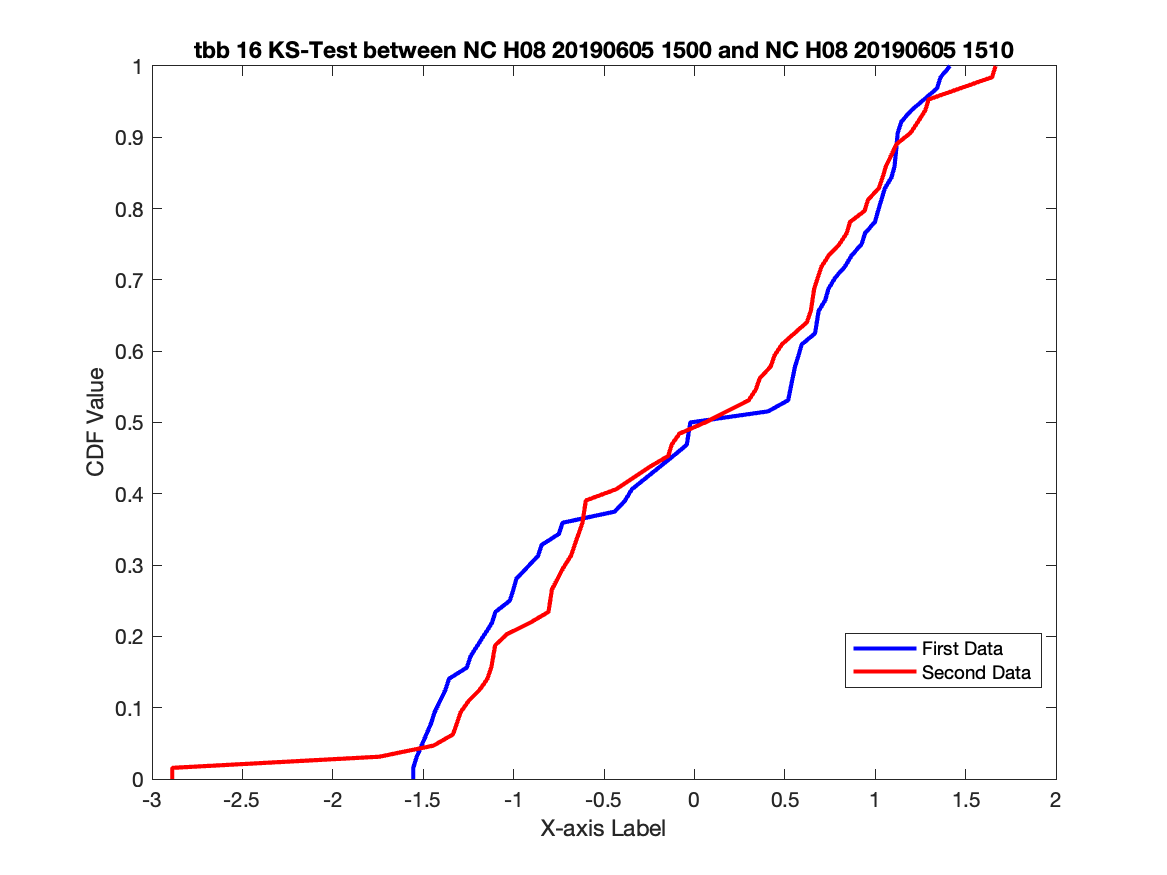 tbb 16 KS-Test between NC H08 20190605 1500 and NC H08 20190605 1510
1
0.9
0.8
0.7
0.6
0.5
0.4
0.3
0.2
0.1
0
CDF Value
First Data
Second Data
-3 -2.5 -2 -1.5 -1 -0.5 0 0.5 1 1.5 2
X-axis Label